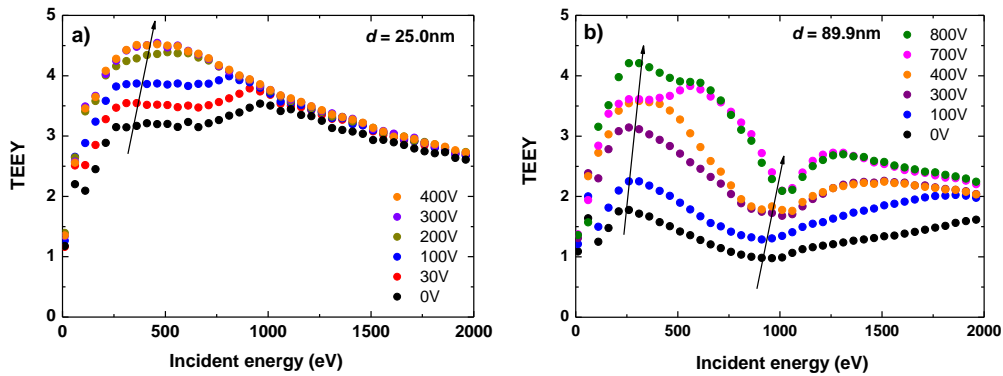 a)
d = 25.0nm
TEEY
5
4
3
2
1
0
400V
300V
200V
100V
30V
0V
0
500
1000
1500
2000
Incident energy (eV)
b)
d = 89.9nm
TEEY
5
4
3
2
1
0
800V
700V
400V
300V
100V
0V
0
500
1000
1500
2000
Incident energy (eV)